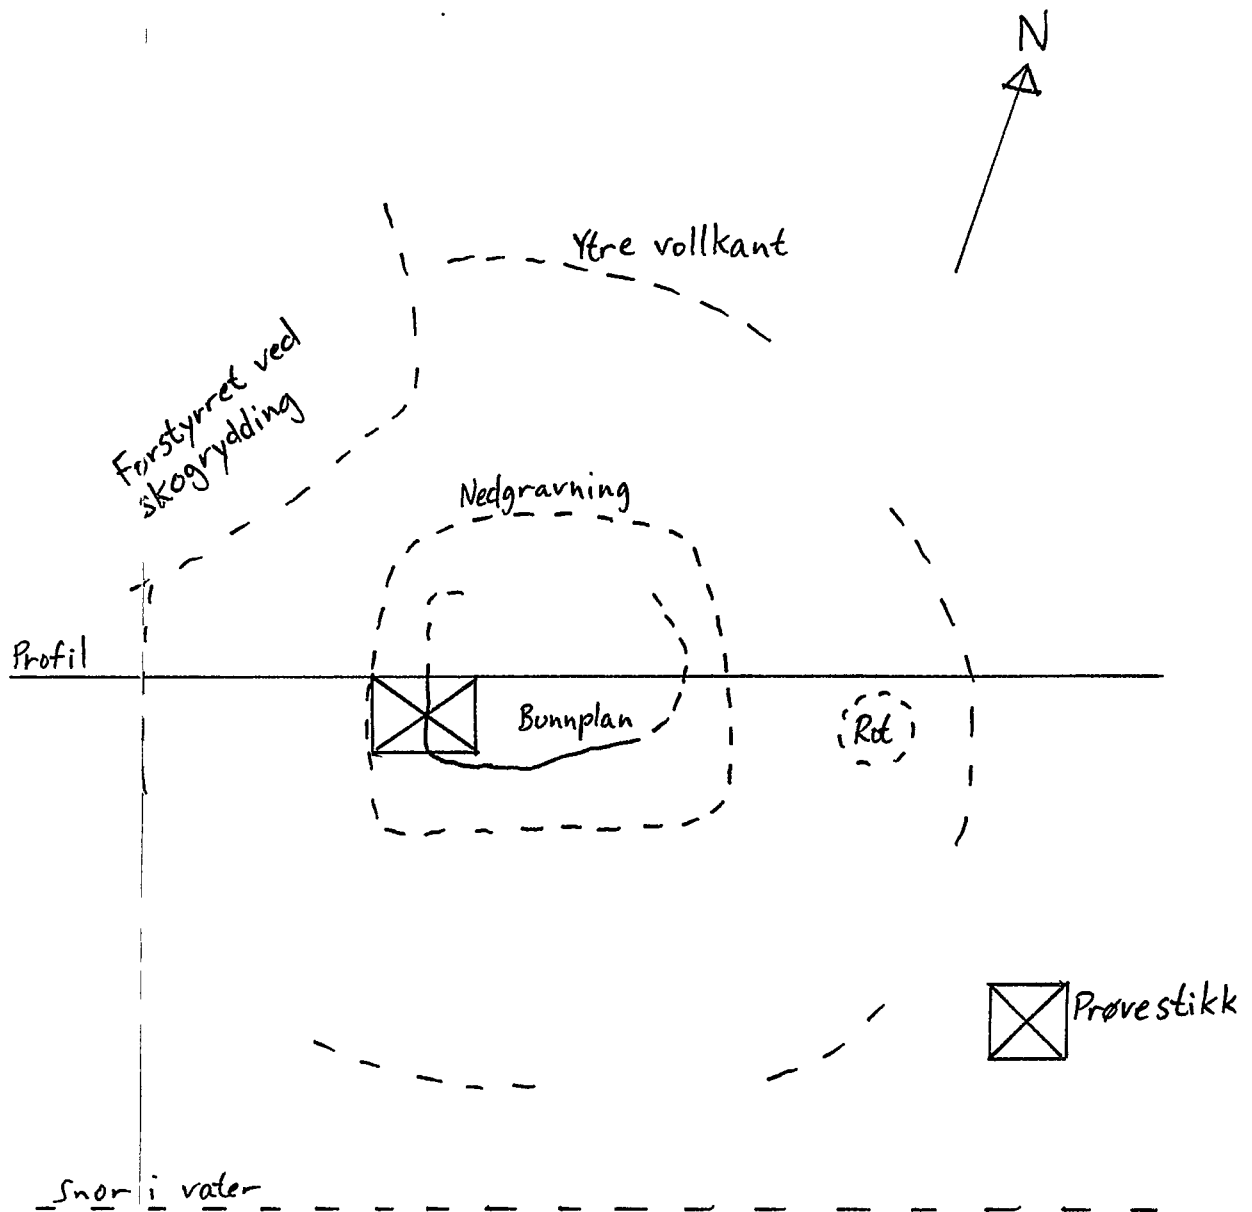 N
Ytre vollkant
Forstyrret ved
skogrydding
Nedgravning
Profil
Bunnplan
Rot
Prøvestikk
Snor i vater